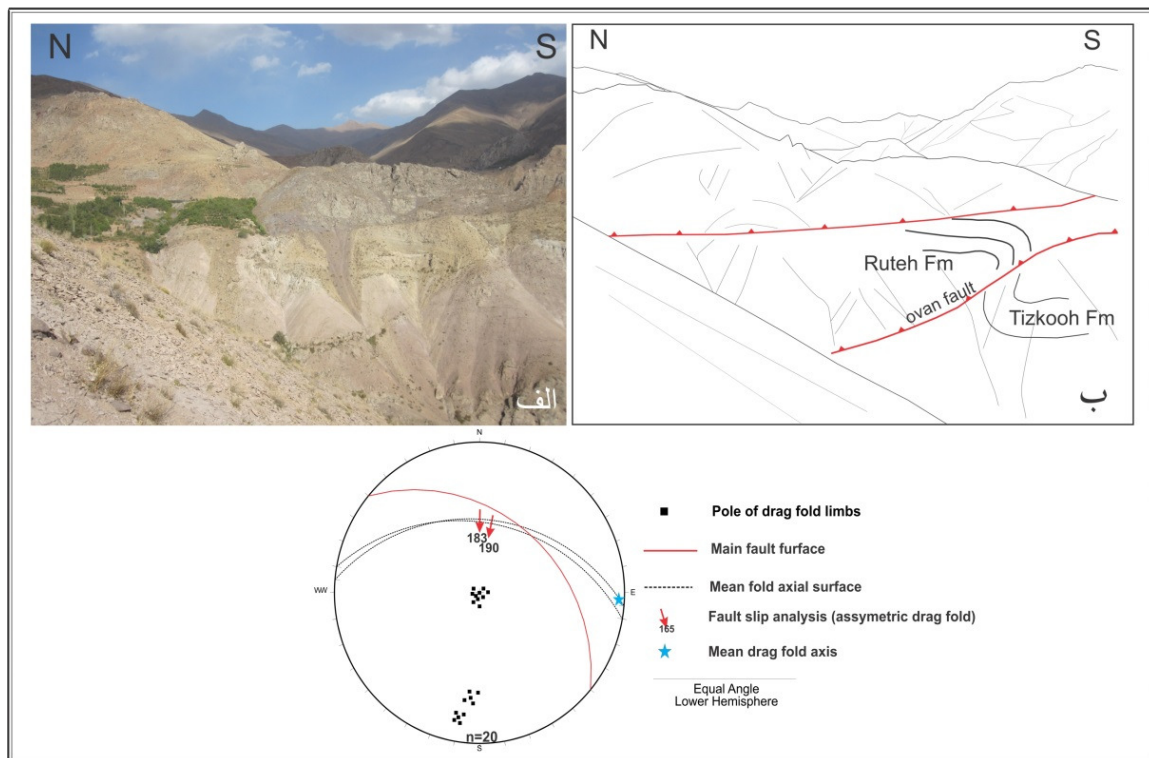 N
S
الف
N
S
Ruteh Fm
ovan fault
Tizkooh Fm
ب
N
WW
E
S
183
190
n=20
Pole of drag fold limbs
Main fault furface
Mean fold axial surface
165
Fault slip analysis (assymetric drag fold)
Mean drag fold axis
Equal Angle
Lower Hemisphere